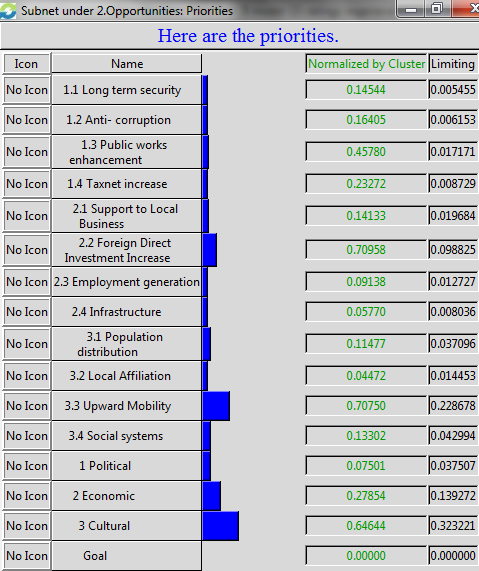 Subnet under 2.Opportunities: Priorities
Here are the priorities.
Icon Name Normalized by Cluster Limiting
No Icon 1.1 Long term security 0.14544 0.005455
No Icon 1.2 Anti- corruption 0.16405 0.006153
No Icon 1.3 Public works
enhancement 0.45780 0.017171
No Icon 1.4 Taxnet increase 0.23272 0.008729
No Icon 2.1 Support to Local
Business 0.14133 0.019684
No Icon 2.2 Foreign Direct
Investment Increase 0.70958 0.098825
No Icon 2.3 Employment generation 0.09138 0.012727
No Icon 2.4 Infrastructure 0.05770 0.008036
No Icon 3.1 Population
distribution 0.11477 0.037096
No Icon 3.2 Local Affiliation 0.04472 0.014453
No Icon 3.3 Upward Mobility 0.70750 0.228678
No Icon 3.4 Social systems 0.13302 0.042994
No Icon 1 Political 0.07501 0.037507
No Icon 2 Economic 0.27854 0.139272
No Icon 3 Cultural 0.64644 0.323221
No Icon Goal 0.00000 0.000000